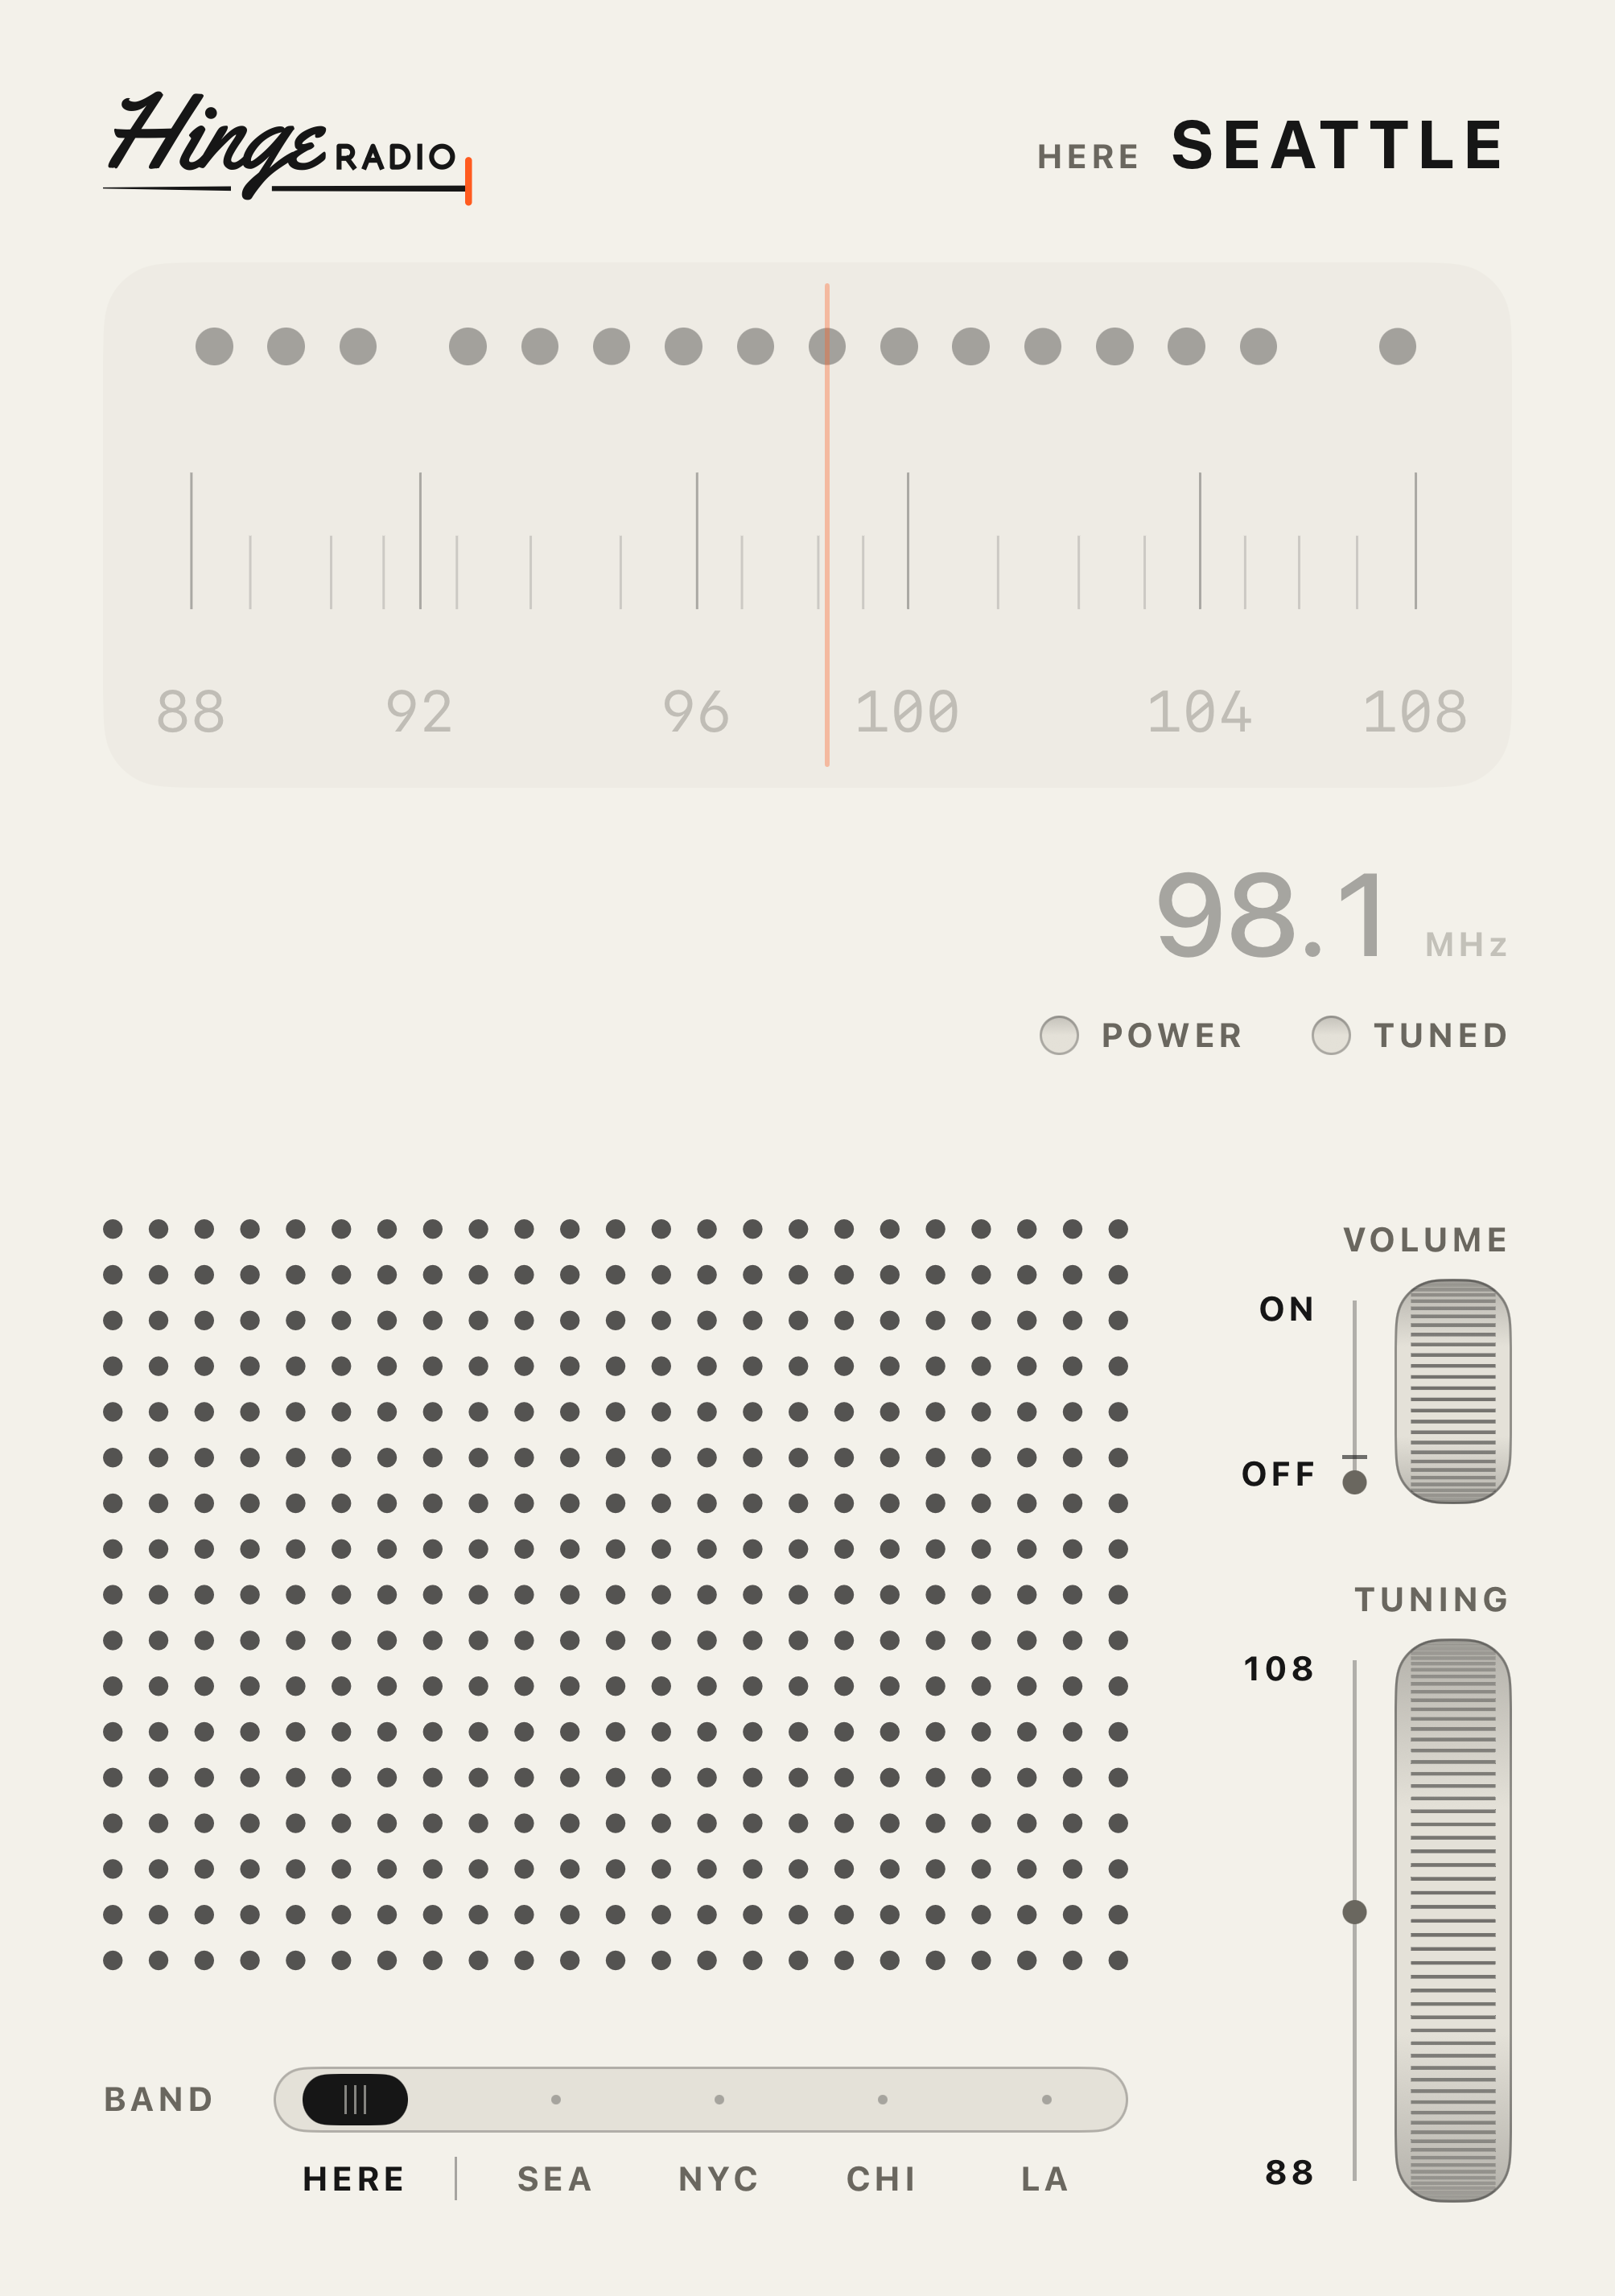 Hinge RADIO
HERE SEATTLE
88 92 96 100 104 108
98.1 MHz
POWER TUNED
VOLUME
ON
OFF
TUNING
108
88
BAND
HERE SEA NYC CHI LA